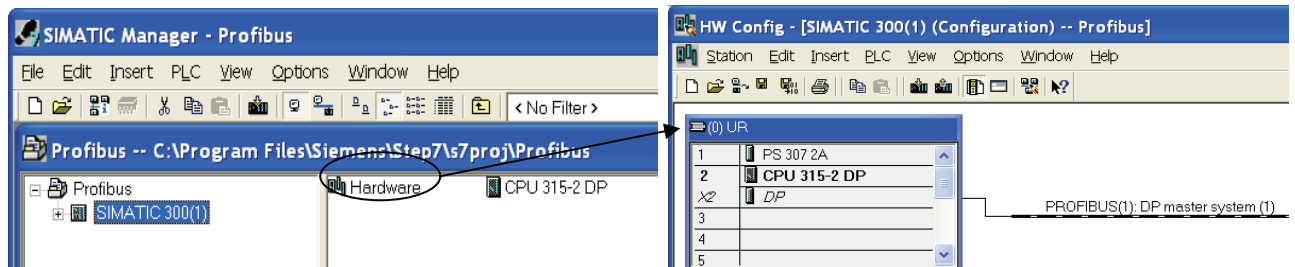 SIMATIC Manager - Profibus
File Edit Insert PLC View Options Window Help
< No Filter >
Profibus -- C:\Program Files\Siemens\Step7\s7proj\Profibus
Profibus
SIMATIC 300(1)
Hardware
CPU 315-2 DP
HW Config - [SIMATIC 300(1) (Configuration) -- Profibus]
Station Edit Insert PLC View Options Window Help
(0) UR
1 PS 307 2A
2 CPU 315-2 DP
X2 DP
3
4
5
PROFIBUS(1): DP master system (1)